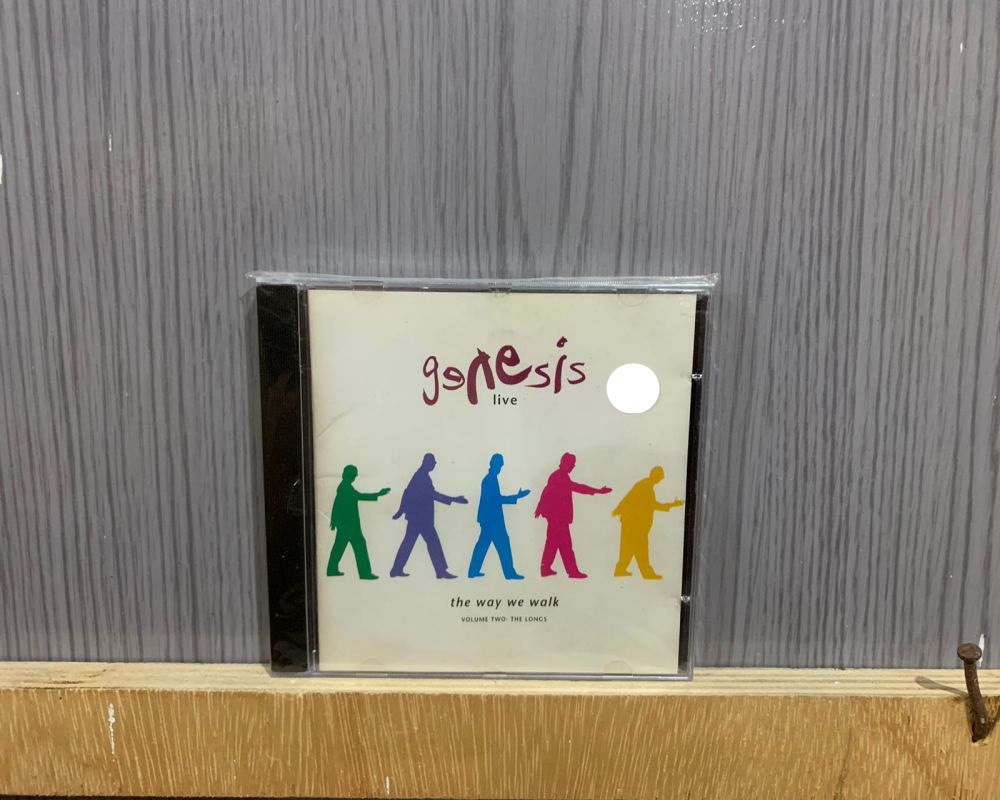 genesis
live
the way we walk
VOLUME TWO: THE LONGS